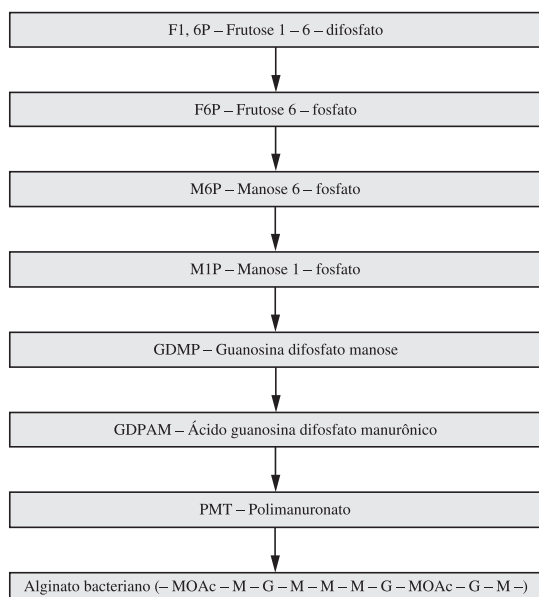 F1, 6P – Frutose 1 – 6 – difosfato
F6P – Frutose 6 – fosfato
M6P – Manose 6 – fosfato
M1P – Manose 1 – fosfato
GDMP – Guanosina difosfato manose
GDPAM – Ácido guanosina difosfato manurônico
PMT – Polimanuronato
Alginato bacteriano (– MOAc – M – G – M – M – M – G – MOAc – G – M –)